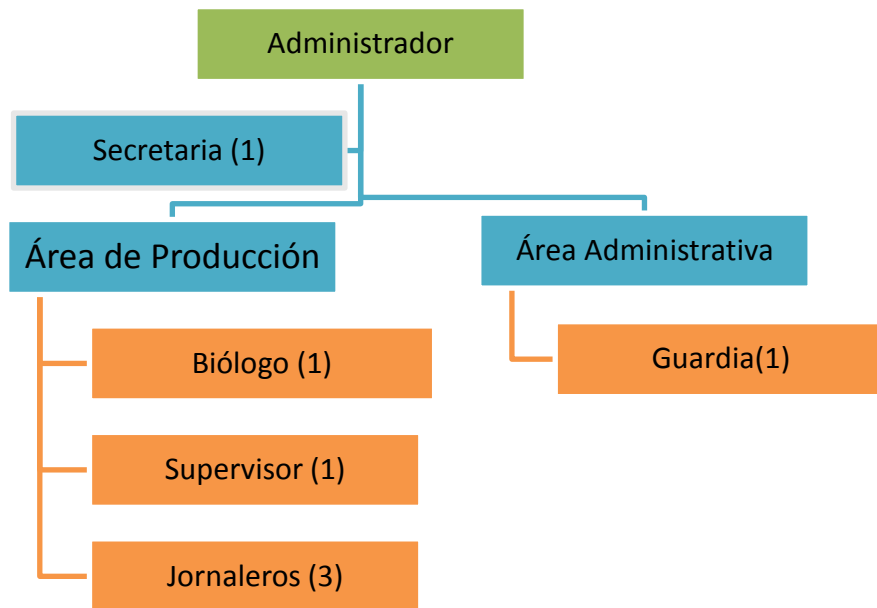 Administrador
Secretaria (1)
Área de Producción
Área Administrativa
Biólogo (1)
Guardia(1)
Supervisor (1)
Jornaleros (3)